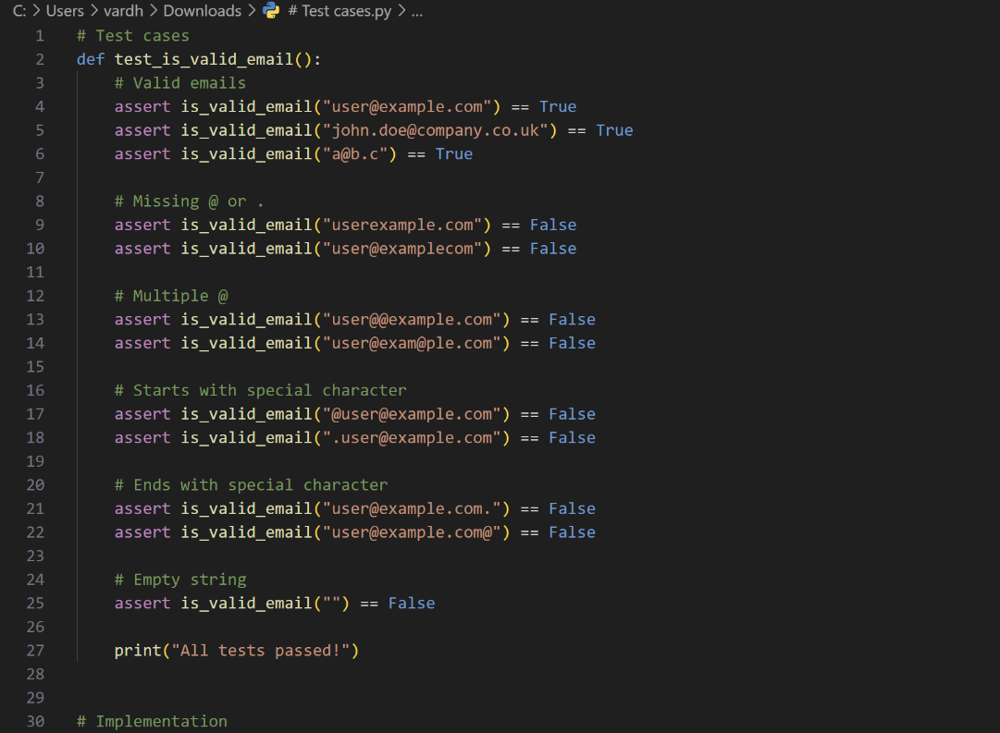 C: > Users > vardh > Downloads > # Test cases.py > ...
1 # Test cases
2 def test_is_valid_email():
3     # Valid emails
4     assert is_valid_email("user@example.com") == True
5     assert is_valid_email("john.doe@company.co.uk") == True
6     assert is_valid_email("a@b.c") == True
7
8     # Missing @ or .
9     assert is_valid_email("userexample.com") == False
10     assert is_valid_email("user@examplecom") == False
11
12     # Multiple @
13     assert is_valid_email("user@@example.com") == False
14     assert is_valid_email("user@exam@ple.com") == False
15
16     # Starts with special character
17     assert is_valid_email("@user@example.com") == False
18     assert is_valid_email(".user@example.com") == False
19
20     # Ends with special character
21     assert is_valid_email("user@example.com.") == False
22     assert is_valid_email("user@example.com@") == False
23
24     # Empty string
25     assert is_valid_email("") == False
26
27     print("All tests passed!")
28
29
30 # Implementation